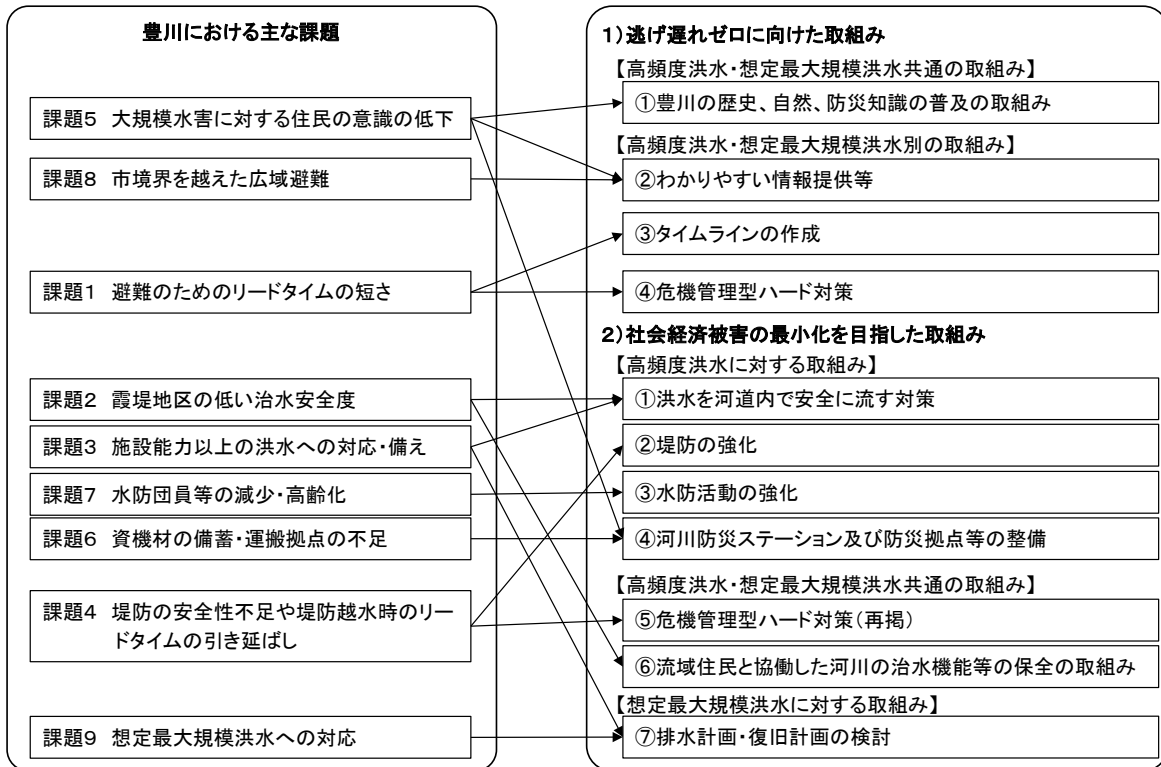 豊川における主な課題
課題5 大規模水害に対する住民の意識の低下
課題8 市境界を越えた広域避難
課題1 避難のためのリードタイムの短さ
課題2 霞堤地区の低い治水安全度
課題3 施設能力以上の洪水への対応・備え
課題7 水防団員等の減少・高齢化
課題6 資機材の備蓄・運搬拠点の不足
課題4 堤防の安全性不足や堤防越水時のリー
ドタイムの引き延ばし
課題9 想定最大規模洪水への対応
1)逃げ遅れゼロに向けた取組み
【高頻度洪水・想定最大規模洪水共通の取組み】
①豊川の歴史、自然、防災知識の普及の取組み
【高頻度洪水・想定最大規模洪水別の取組み】
②わかりやすい情報提供等
③タイムラインの作成
④危機管理型ハード対策
2)社会経済被害の最小化を目指した取組み
【高頻度洪水に対する取組み】
①洪水を河道内で安全に流す対策
②堤防の強化
③水防活動の強化
④河川防災ステーション及び防災拠点等の整備
【高頻度洪水・想定最大規模洪水共通の取組み】
⑤危機管理型ハード対策(再掲)
⑥流域住民と協働した河川の治水機能等の保全の取組み
【想定最大規模洪水に対する取組み】
⑦排水計画・復旧計画の検討